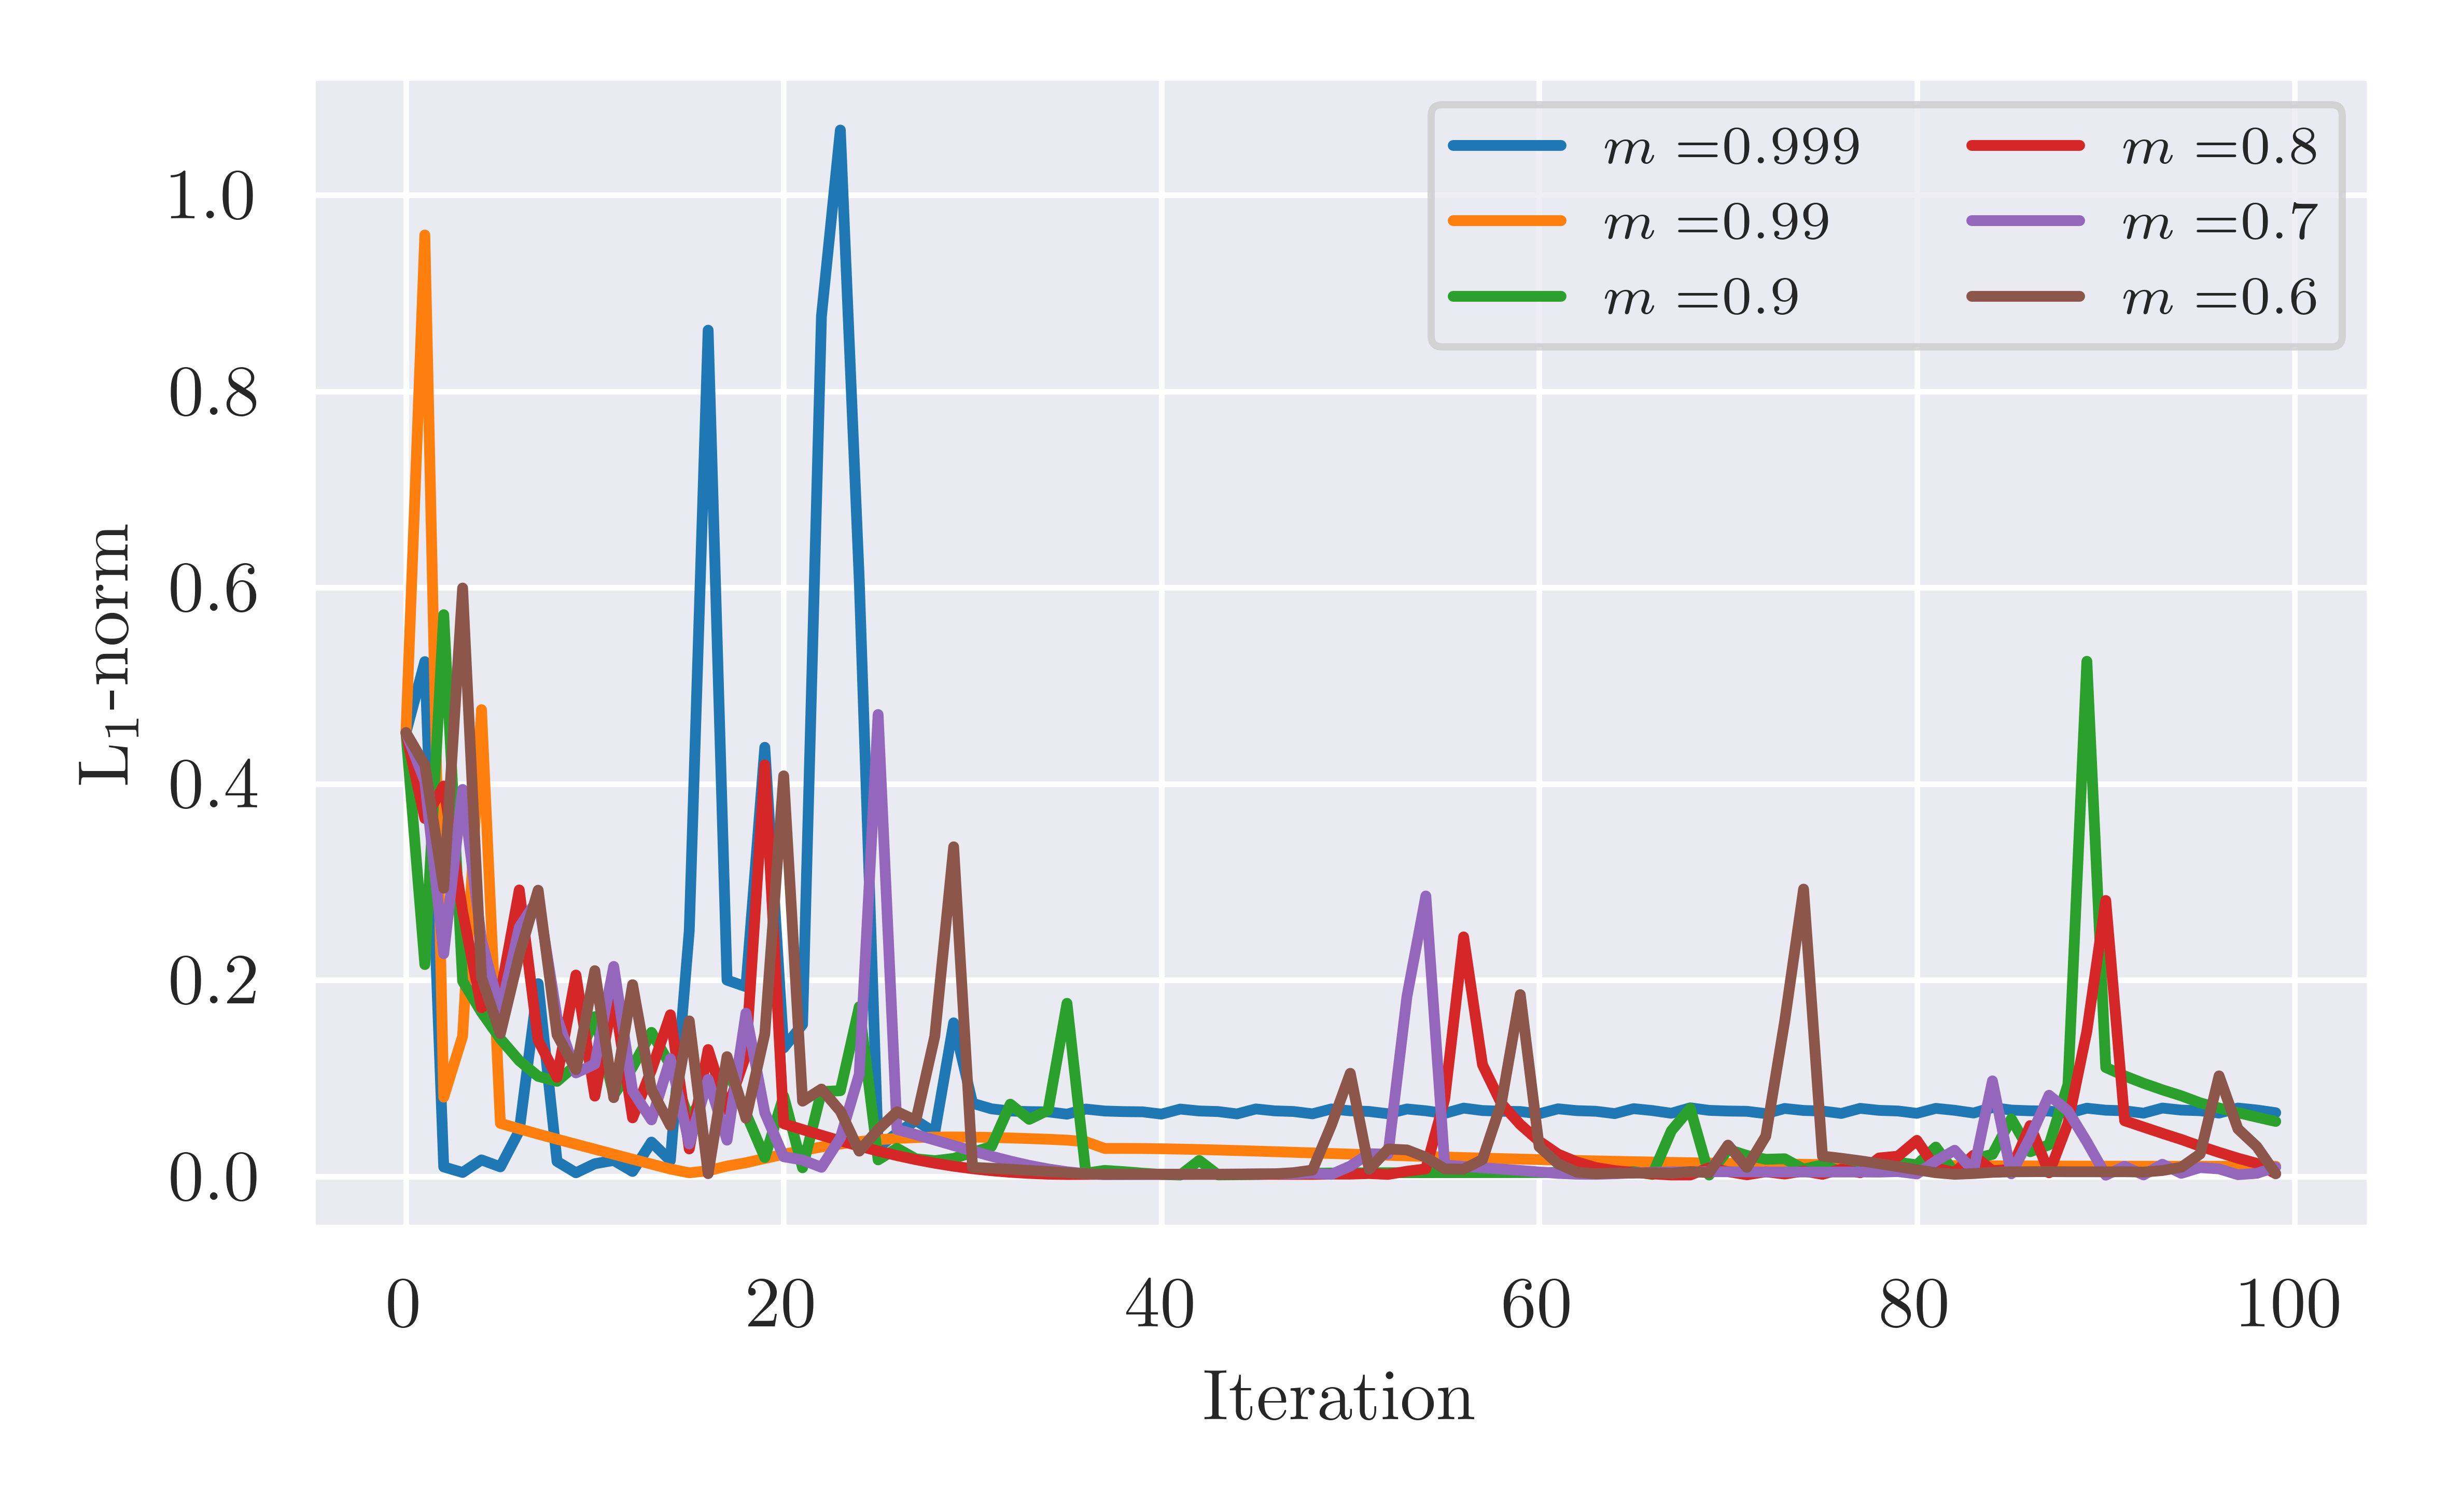 m =0.999 m =0.8
m =0.99 m =0.7
m =0.9 m =0.6
1.0
0.8
0.6
0.4
0.2
0.0
L₁-norm
0 20 40 60 80 100
Iteration